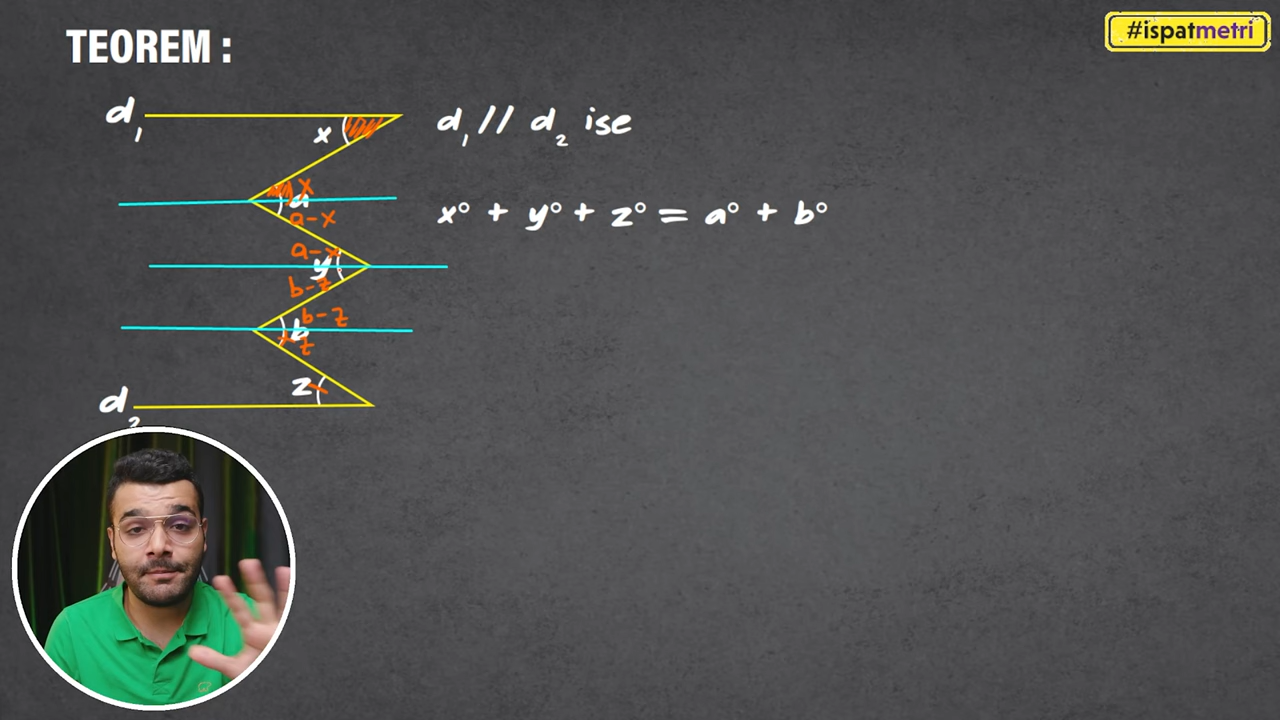 #ispatmetri
TEOREM :
d₁
x
d₁ // d₂ ise
x
a
a-x
x° + y° + z° = a° + b°
a-x
y
b-z
b-z
b
z
z
d₂